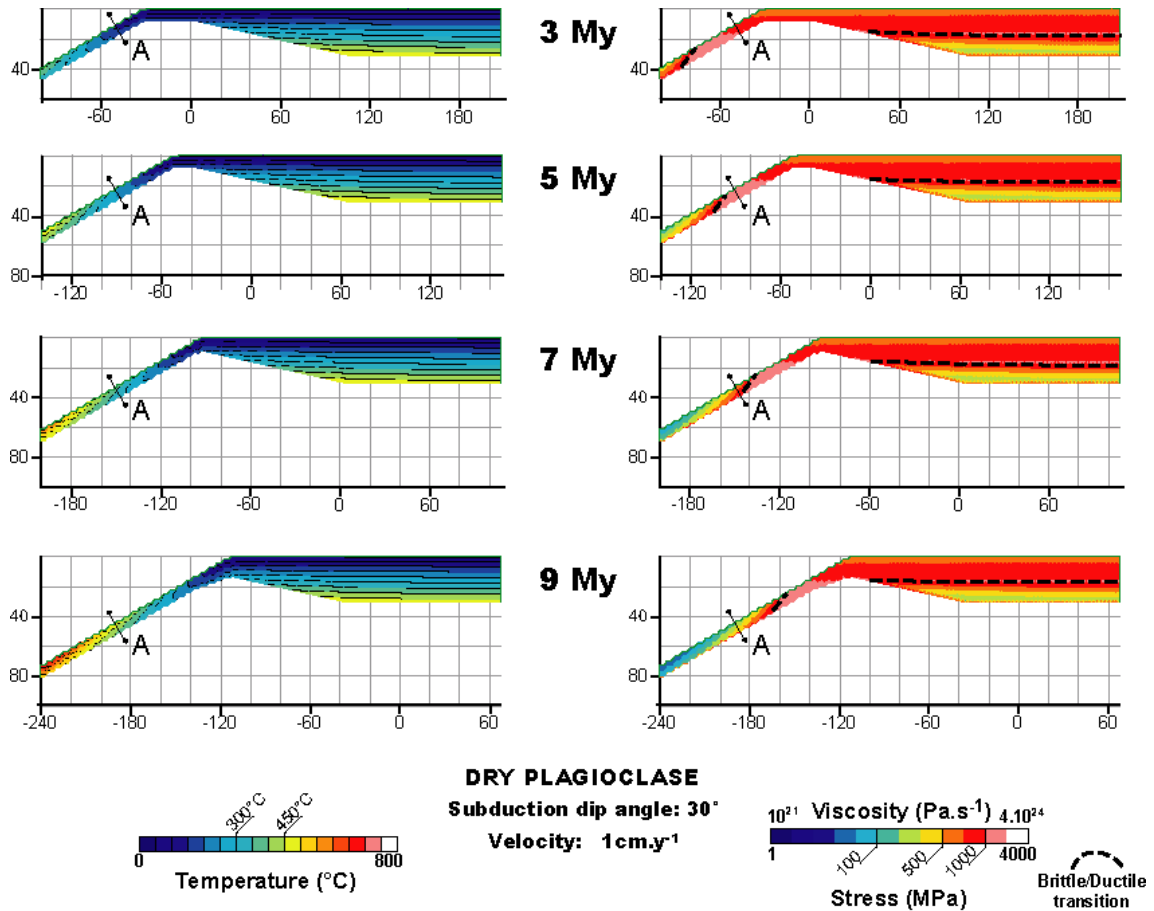 3 My
A
A
40
40
-60 0 60 120 180
-60 0 60 120 180
5 My
A
A
40
40
80
80
-120 -60 0 60 120
-120 -60 0 60 120
7 My
A
A
40
40
80
80
-180 -120 -60 0 60
-180 -120 -60 0 60
9 My
A
A
40
40
80
80
-240 -180 -120 -60 0 60
-240 -180 -120 -60 0 60
DRY PLAGIOCLASE
Subduction dip angle: 30°
Velocity: 1cm.y⁻¹
300°C 450°C
0 800
Temperature (°C)
10²¹ Viscosity (Pa.s⁻¹) 4.10²⁴
1 100 500 1000 4000
Stress (MPa)
Brittle/Ductile
transition